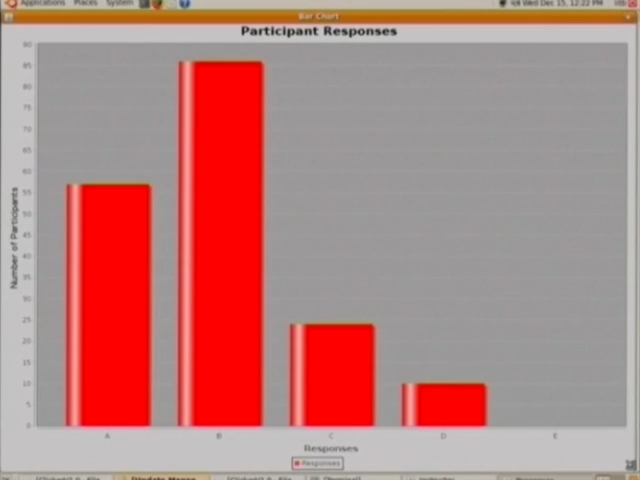 Applications Places System
Wed Dec 15, 12:22 PM
Bar Chart
Participant Responses
90
85
80
75
70
65
60
55
50
45
40
35
30
25
20
15
10
5
0
Number of Participants
A B C D E
Responses
Responses